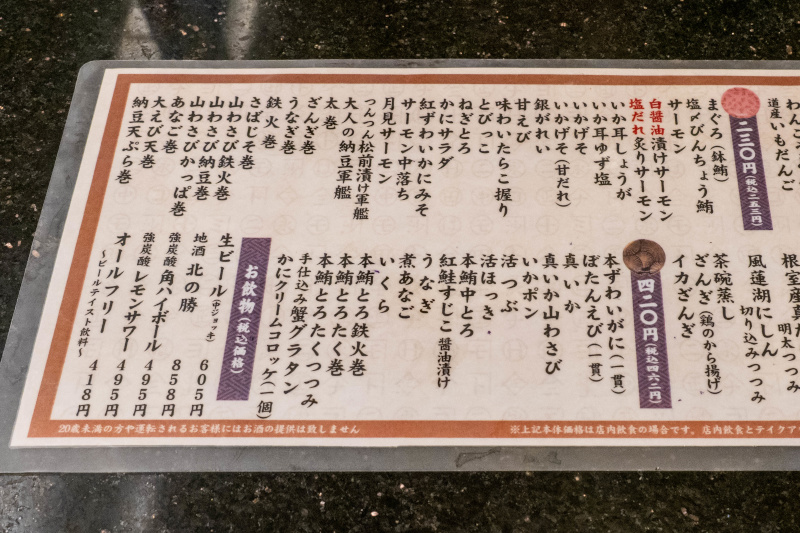 道産いもだんご
二三〇円(税込二五三円)
まぐろ(鉢鮪)
塩〆びんちょう鮪
サーモン
白醤油漬けサーモン
塩だれ炙りサーモン
いか耳しょうが
いか耳ゆず塩
いかげそ
いかげそ(甘だれ)
銀がれい
甘えび
味わいたらこ握り
とびっこ
ねぎとろ
かにサラダ
紅ずわいかにみそ
サーモン中落ち
月見サーモン
つんつん松前漬け軍艦
大人の納豆軍艦
太巻
ざんぎ巻
うなぎ巻
鉄火巻
さばじそ巻
山わさび鉄火巻
山わさび納豆巻
山わさびかっぱ巻
あなご巻
大えび天巻
納豆天ぷら巻
風蓮湖にしん
切り込みつつみ
茶碗蒸し
ざんぎ(鶏のから揚げ)
イカざんぎ
四二〇円(税込四六二円)
本ずわいがに(一貫)
ぼたんえび(一貫)
真いか
真いか山わさび
いかポン
活つぶ
活ほっき
本鮪中とろ
紅鮭すじこ醤油漬け
うなぎ
煮あなご
いくら
本鮪とろ鉄火巻
本鮪とろたく巻
本鮪とろたくつつみ
手仕込み蟹グラタン
かにクリームコロッケ(一個)
お飲物(税込価格)
生ビール(中ジョッキ) 605円
地酒 北の勝 858円
強炭酸 角ハイボール 495円
強炭酸 レモンサワー 495円
オールフリー 418円
〜ビールテイスト飲料〜
20歳未満の方や運転されるお客様にはお酒の提供は致しません
※上記本体価格は店内飲食の場合です。店内飲食とテイクア